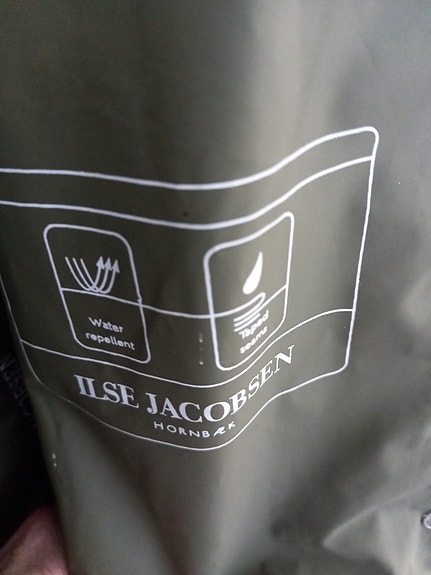 Water
repellent
Taped
seams
ILSE JACOBSEN
HORNBÆK